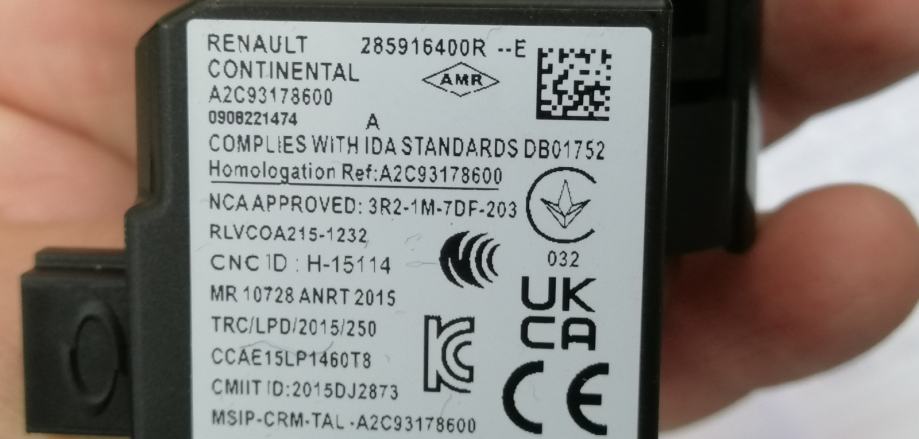 RENAULT 285916400R --E
CONTINENTAL AMR
A2C93178600
0908221474 A
COMPLIES WITH IDA STANDARDS DB01752
Homologation Ref:A2C93178600
NCA APPROVED: 3R2-1M-7DF-203
RLVCOA215-1232
032
CNC ID : H-15114
MR 10728 ANRT 2015
UK
CA
TRC/LPD/2015/250
CCAE15LP1460T8
CMIIT ID:2015DJ2873
CE
MSIP-CRM-TAL-A2C93178600